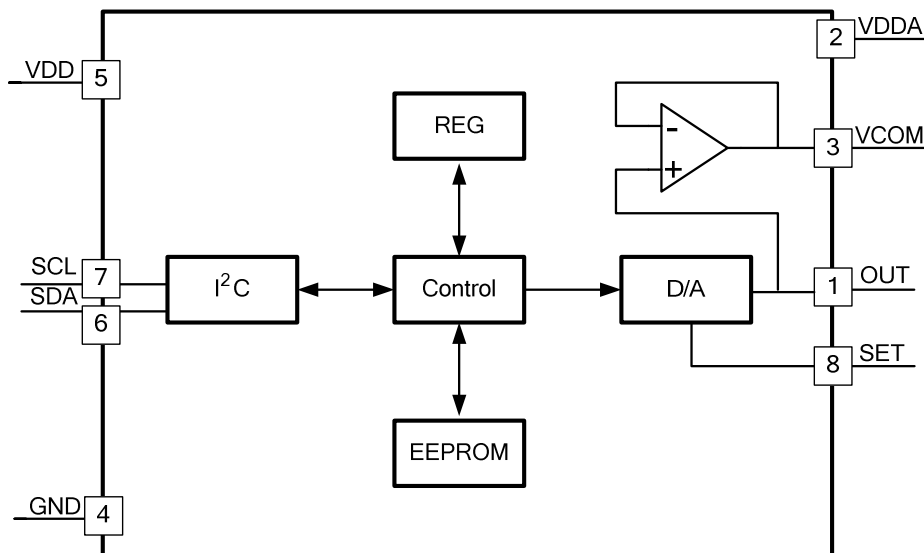 2
VDDA
VDD
5
REG
-
+
3
VCOM
SCL
7
SDA
6
I²C
Control
D/A
1
OUT
8
SET
EEPROM
GND
4